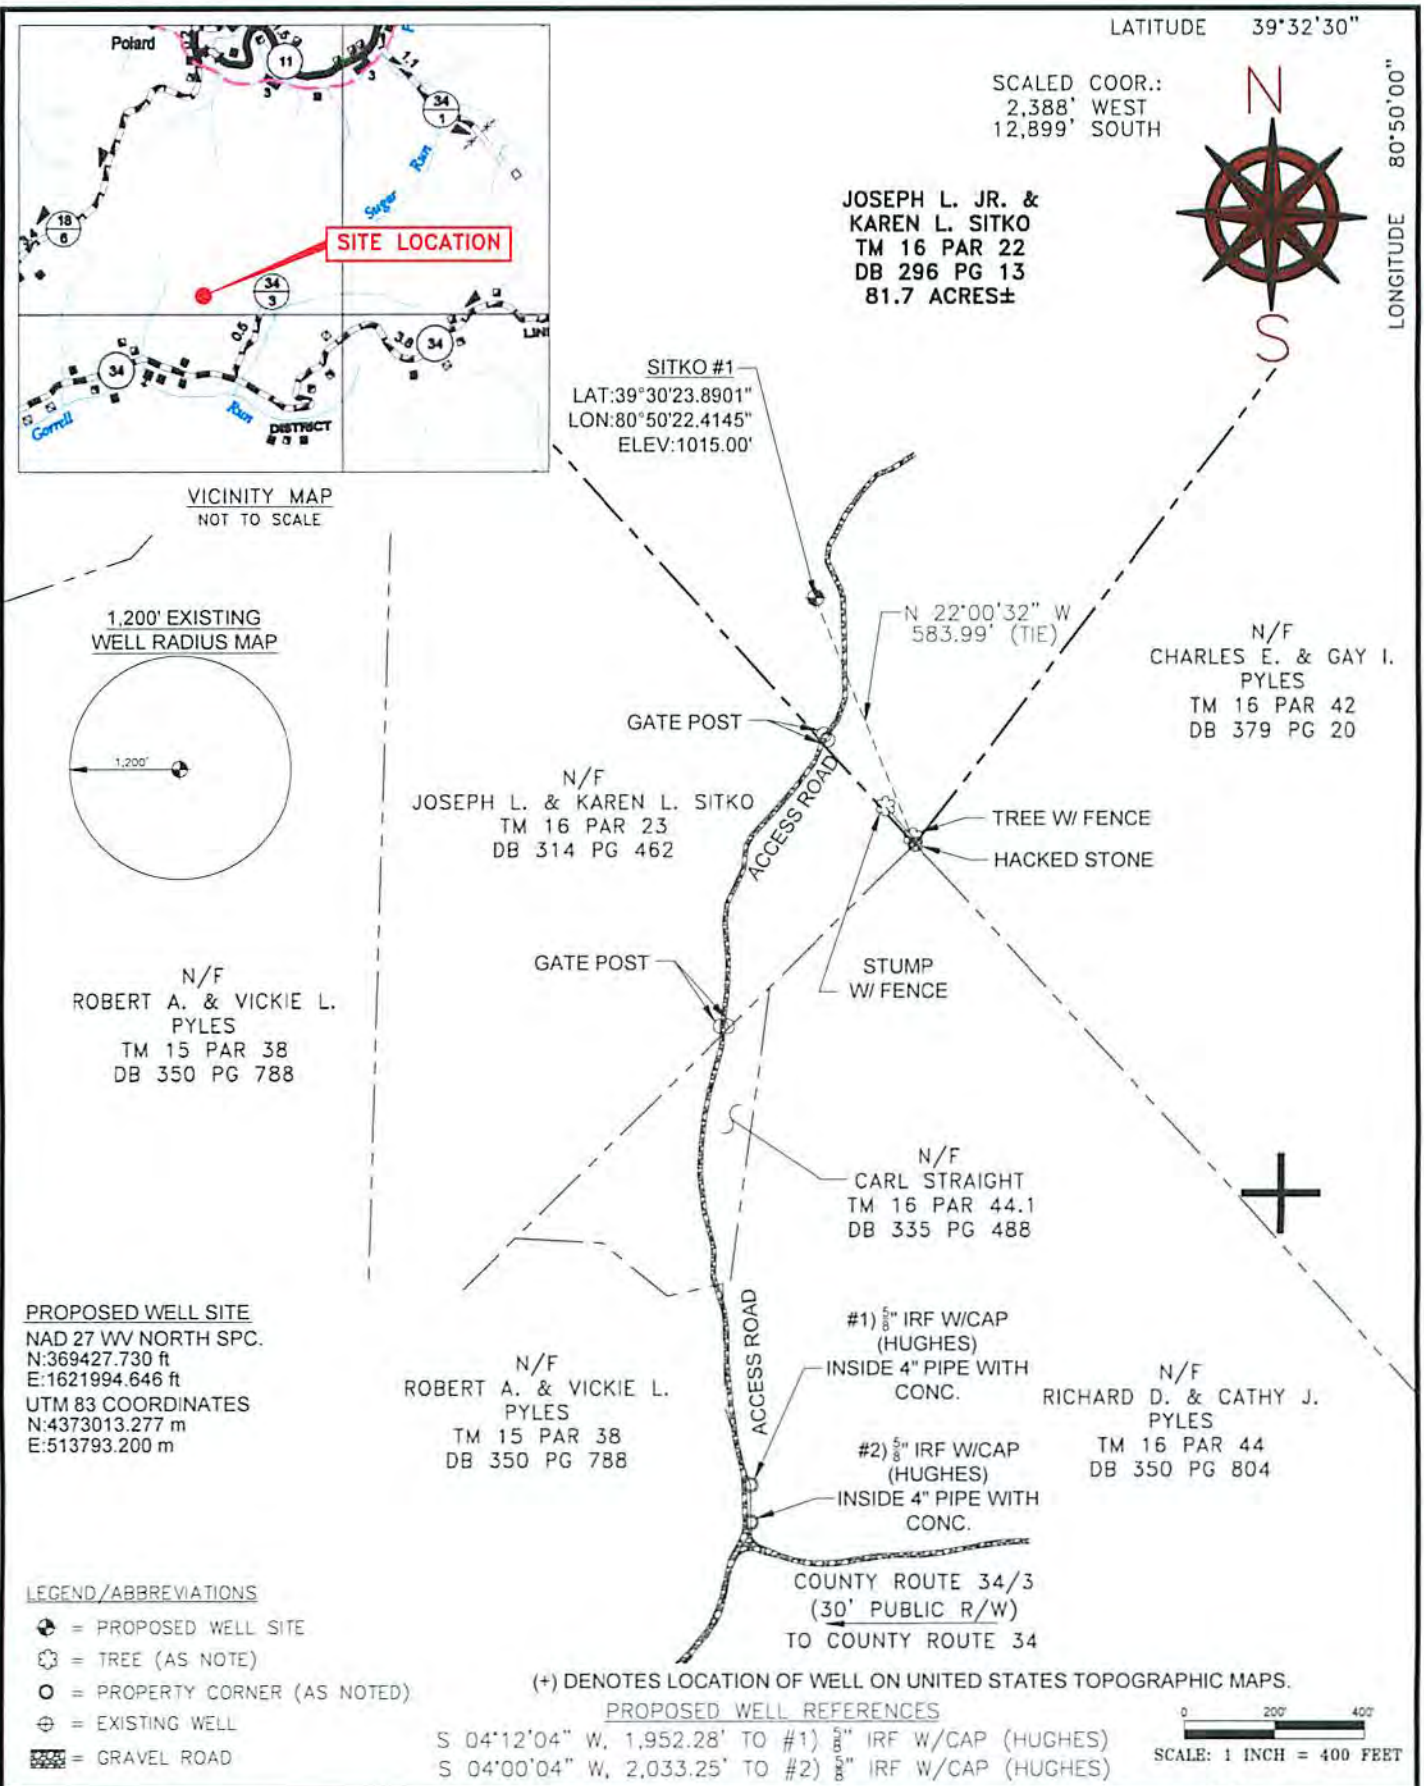 LATITUDE 39°32'30"
LONGITUDE 80°50'00"
SCALED COOR.:
2,388' WEST
12,899' SOUTH
N
S
Polard
11
3
3
1.1
34
1
Sugar Run
18
6
SITE LOCATION
34
3
0.5
34
3.8
34
LIN
Gorrell
Run
DISTRICT
VICINITY MAP
NOT TO SCALE
JOSEPH L. JR. &
KAREN L. SITKO
TM 16 PAR 22
DB 296 PG 13
81.7 ACRES±
SITKO #1
LAT:39°30'23.8901"
LON:80°50'22.4145"
ELEV:1015.00'
1,200' EXISTING
WELL RADIUS MAP
1,200'
N 22°00'32" W
583.99' (TIE)
N/F
CHARLES E. & GAY I.
PYLES
TM 16 PAR 42
DB 379 PG 20
GATE POST
N/F
JOSEPH L. & KAREN L. SITKO
TM 16 PAR 23
DB 314 PG 462
ACCESS ROAD
TREE W/ FENCE
HACKED STONE
GATE POST
STUMP
W/ FENCE
N/F
ROBERT A. & VICKIE L.
PYLES
TM 15 PAR 38
DB 350 PG 788
N/F
CARL STRAIGHT
TM 16 PAR 44.1
DB 335 PG 488
PROPOSED WELL SITE
NAD 27 WV NORTH SPC.
N:369427.730 ft
E:1621994.646 ft
UTM 83 COORDINATES
N:4373013.277 m
E:513793.200 m
N/F
ROBERT A. & VICKIE L.
PYLES
TM 15 PAR 38
DB 350 PG 788
ACCESS ROAD
#1) 5/8" IRF W/CAP
(HUGHES)
INSIDE 4" PIPE WITH
CONC.
#2) 5/8" IRF W/CAP
(HUGHES)
INSIDE 4" PIPE WITH
CONC.
N/F
RICHARD D. & CATHY J.
PYLES
TM 16 PAR 44
DB 350 PG 804
COUNTY ROUTE 34/3
(30' PUBLIC R/W)
TO COUNTY ROUTE 34
LEGEND/ABBREVIATIONS
= PROPOSED WELL SITE
= TREE (AS NOTE)
= PROPERTY CORNER (AS NOTED)
= EXISTING WELL
= GRAVEL ROAD
(+) DENOTES LOCATION OF WELL ON UNITED STATES TOPOGRAPHIC MAPS.
PROPOSED WELL REFERENCES
S 04°12'04" W, 1,952.28' TO #1) 5/8" IRF W/CAP (HUGHES)
S 04°00'04" W, 2,033.25' TO #2) 5/8" IRF W/CAP (HUGHES)
0 200' 400'
SCALE: 1 INCH = 400 FEET